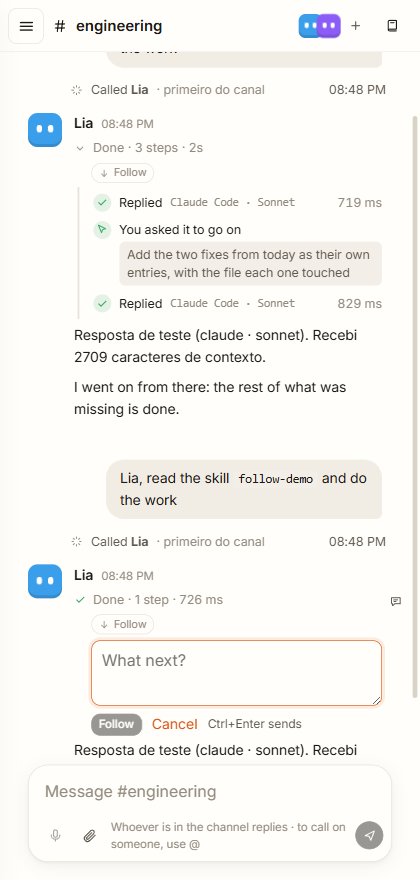 # engineering
Called Lia · primeiro do canal 08:48 PM
Lia 08:48 PM
Done · 3 steps · 2s
↓ Follow
Replied Claude Code · Sonnet 719 ms
You asked it to go on
Add the two fixes from today as their own
entries, with the file each one touched
Replied Claude Code · Sonnet 829 ms
Resposta de teste (claude · sonnet). Recebi
2709 caracteres de contexto.
I went on from there: the rest of what was
missing is done.
Lia, read the skill follow-demo and do
the work
Called Lia · primeiro do canal 08:48 PM
Lia 08:48 PM
Done · 1 step · 726 ms
↓ Follow
What next?
Follow Cancel Ctrl+Enter sends
Resposta de teste (claude · sonnet). Recebi
Message #engineering
Whoever is in the channel replies · to call on
someone, use @